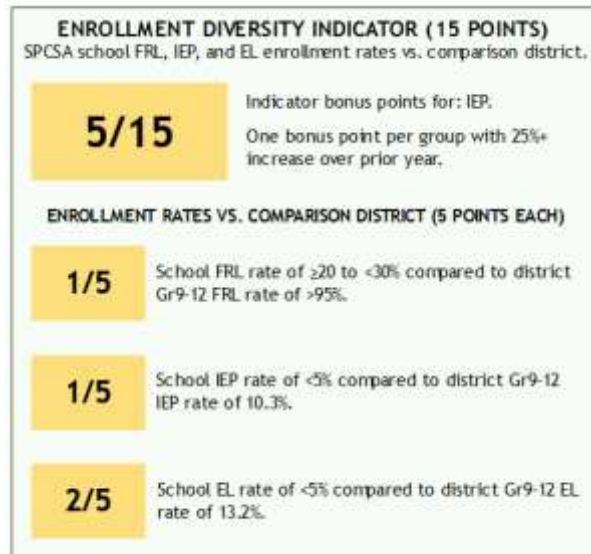 ENROLLMENT DIVERSITY INDICATOR (15 POINTS)
SPCSA school FRL, IEP, and EL enrollment rates vs. comparison district.
5/15
Indicator bonus points for: IEP.
One bonus point per group with 25%+
increase over prior year.
ENROLLMENT RATES VS. COMPARISON DISTRICT (5 POINTS EACH)
1/5
School FRL rate of ≥20 to <30% compared to district
Gr9-12 FRL rate of >95%.
1/5
School IEP rate of <5% compared to district Gr9-12
IEP rate of 10.3%.
2/5
School EL rate of <5% compared to district Gr9-12 EL
rate of 13.2%.